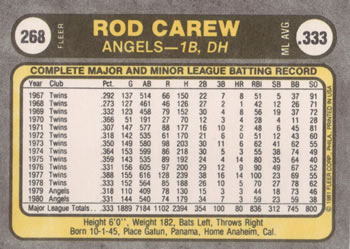 268
FLEER
ROD CAREW
ANGELS—1B, DH
ML AVG.
.333
COMPLETE MAJOR AND MINOR LEAGUE BATTING RECORD
Year Club Pct. G AB R H 2B 3B HR RBI SB BB SO
1967 Twins .292 137 514 66 150 22 7 8 51 5 37 91
1968 Twins .273 127 461 46 126 27 2 1 42 12 26 71
1969 Twins .332 123 458 79 152 30 4 8 56 19 37 72
1970 Twins .366 51 191 27 70 12 3 4 28 4 11 28
1971 Twins .307 147 577 88 177 16 10 2 48 6 45 81
1972 Twins .318 142 535 61 170 21 6 0 51 12 43 60
1973 Twins .350 149 580 98 203 30 11 6 62 41 62 55
1974 Twins .364 153 599 86 218 30 5 3 55 38 74 49
1975 Twins .359 143 535 89 192 24 4 14 80 35 64 40
1976 Twins .331 156 605 97 200 29 12 9 90 49 67 52
1977 Twins .388 155 616 128 239 38 16 14 100 23 69 55
1978 Twins .333 152 564 85 188 26 10 5 70 27 78 62
1979 Angels .318 110 409 78 130 15 3 3 44 18 73 46
1980 Angels .331 144 540 74 179 34 7 3 59 23 59 38
Major League Totals .333 1889 7184 1102 2394 354 100 80 836 312 745 800
Height 6'0", Weight 182, Bats Left, Throws Right
Born 10-1-45, Place Gatun, Panama, Home Anaheim, Cal.
© 1981 FLEER CORP. PHILA., PRINTED IN USA